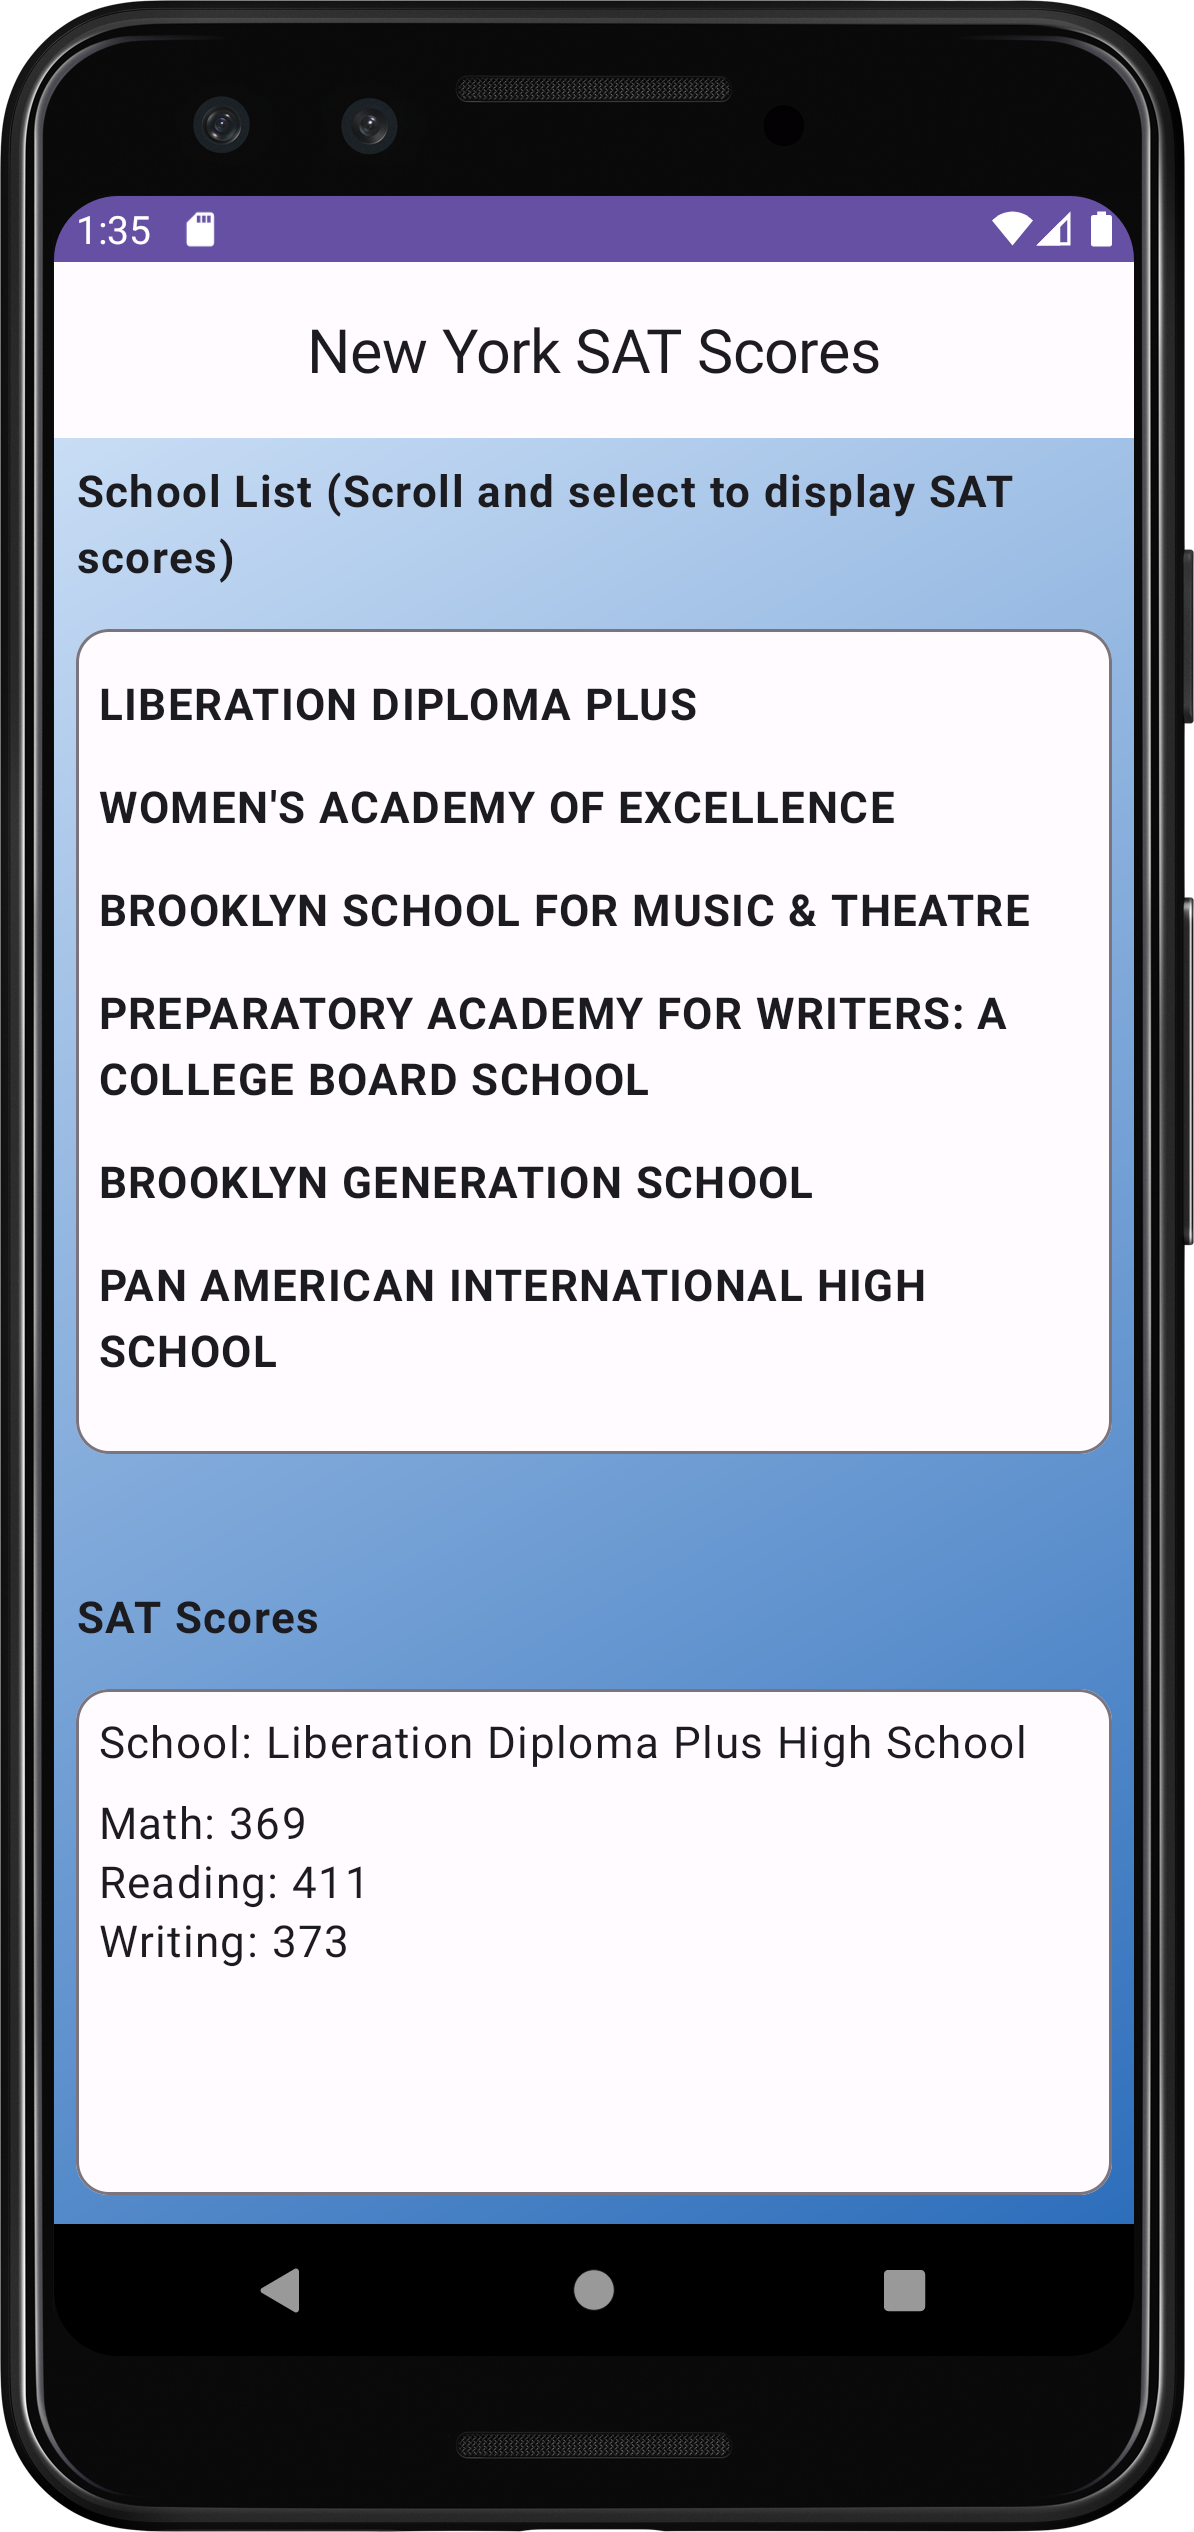 1:35
New York SAT Scores
School List (Scroll and select to display SAT
scores)
LIBERATION DIPLOMA PLUS
WOMEN'S ACADEMY OF EXCELLENCE
BROOKLYN SCHOOL FOR MUSIC & THEATRE
PREPARATORY ACADEMY FOR WRITERS: A
COLLEGE BOARD SCHOOL
BROOKLYN GENERATION SCHOOL
PAN AMERICAN INTERNATIONAL HIGH
SCHOOL
SAT Scores
School: Liberation Diploma Plus High School
Math: 369
Reading: 411
Writing: 373